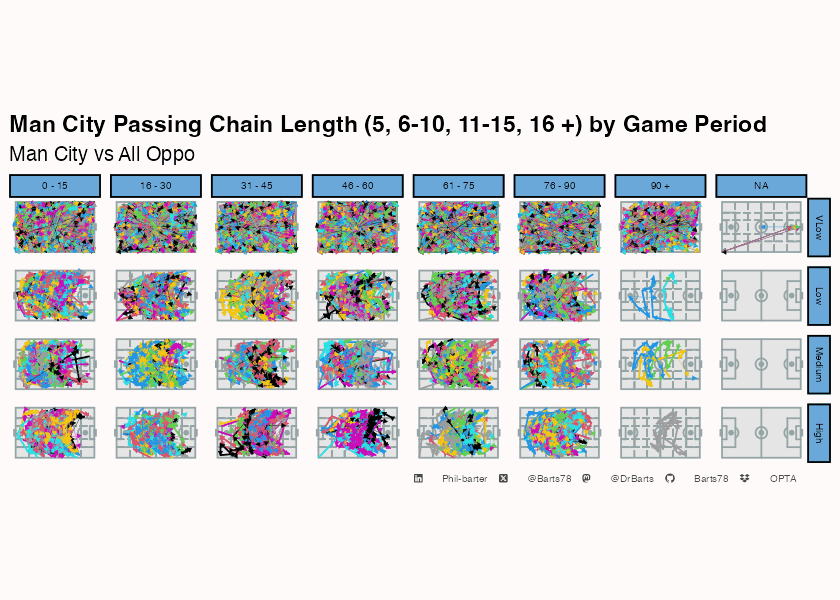 Man City Passing Chain Length (5, 6-10, 11-15, 16 +) by Game Period
Man City vs All Oppo
0 - 15 16 - 30 31 - 45 46 - 60 61 - 75 76 - 90 90 + NA
V.Low
Low
Medium
High
Phil-barter @Barts78 @DrBarts Barts78 OPTA